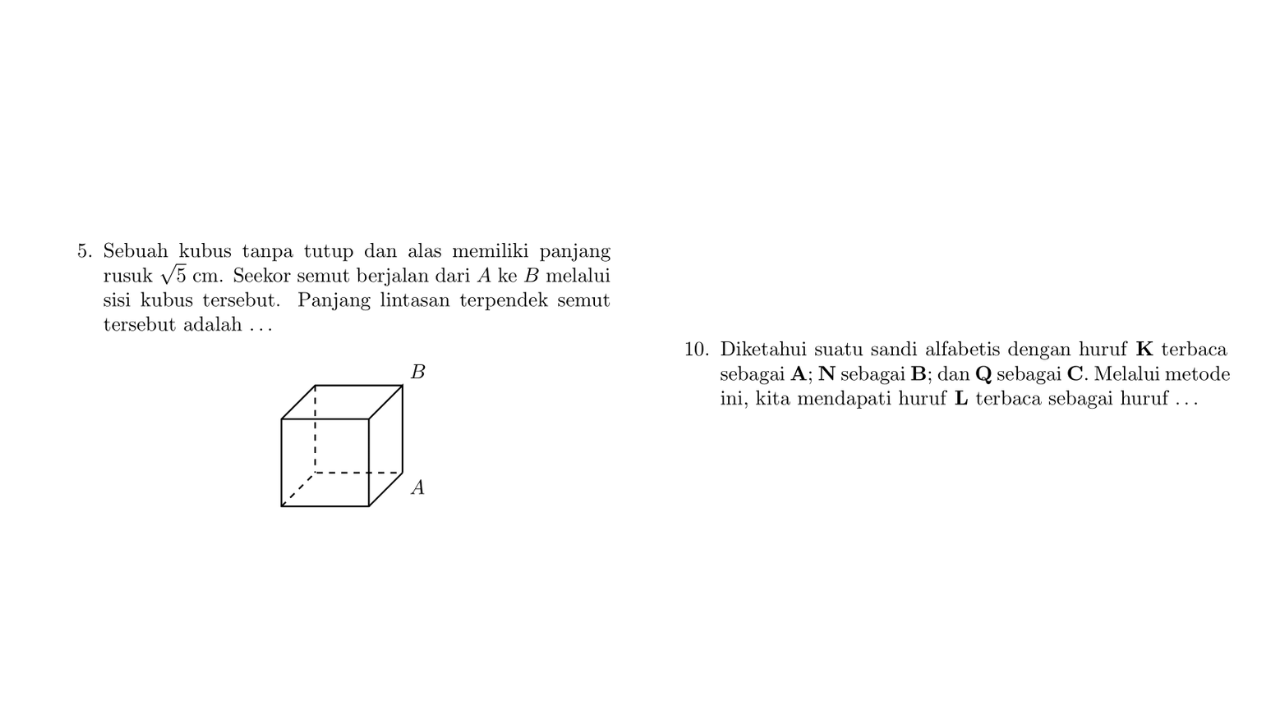 5. Sebuah kubus tanpa tutup dan alas memiliki panjang
rusuk √5 cm. Seekor semut berjalan dari A ke B melalui
sisi kubus tersebut. Panjang lintasan terpendek semut
tersebut adalah ...
B
A
10. Diketahui suatu sandi alfabetis dengan huruf K terbaca
sebagai A; N sebagai B; dan Q sebagai C. Melalui metode
ini, kita mendapati huruf L terbaca sebagai huruf ...